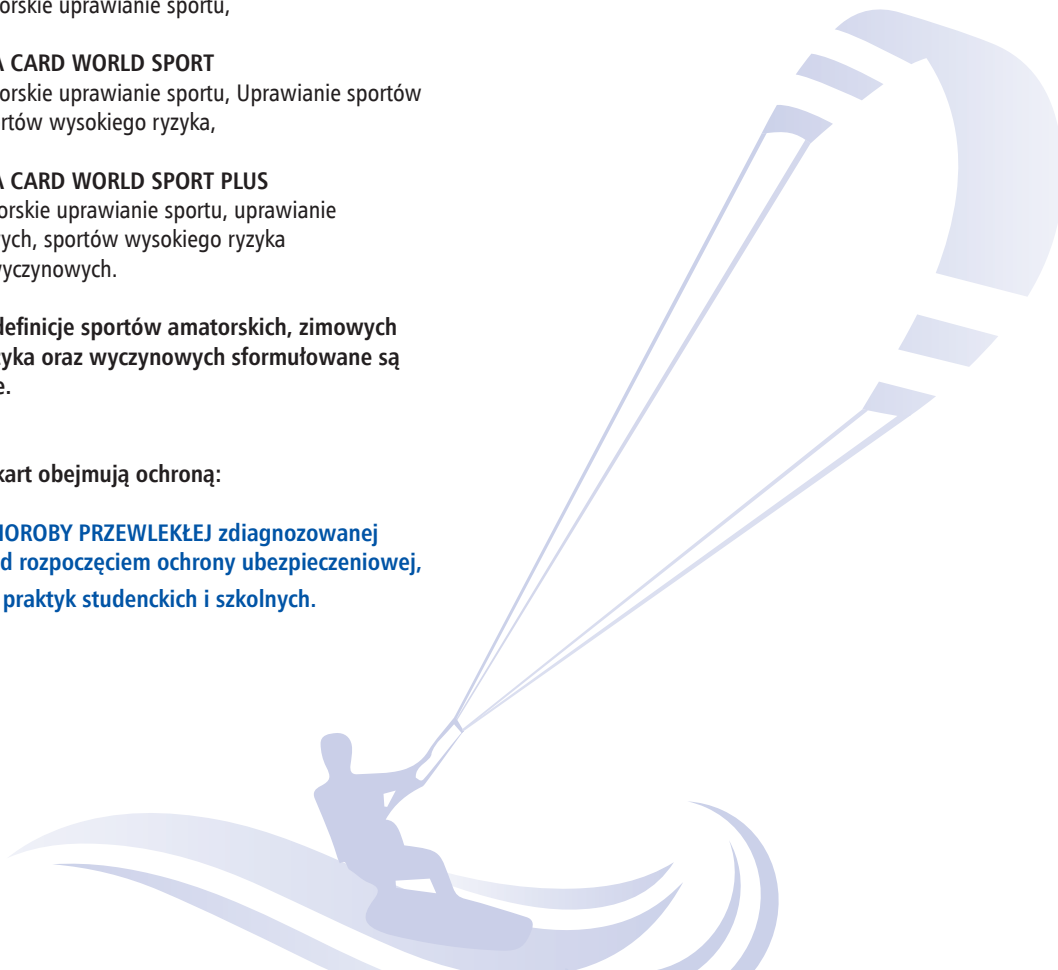 orskie uprawianie sportu,
A CARD WORLD SPORT
orskie uprawianie sportu, Uprawianie sportów
rtów wysokiego ryzyka,
A CARD WORLD SPORT PLUS
orskie uprawianie sportu, uprawianie
ych, sportów wysokiego ryzyka
yczynowych.
definicje sportów amatorskich, zimowych
zyka oraz wyczynowych sformułowane są
e.
kart obejmują ochroną:
HOROBY PRZEWLEKŁEJ zdiagnozowanej
d rozpoczęciem ochrony ubezpieczeniowej,
praktyk studenckich i szkolnych.